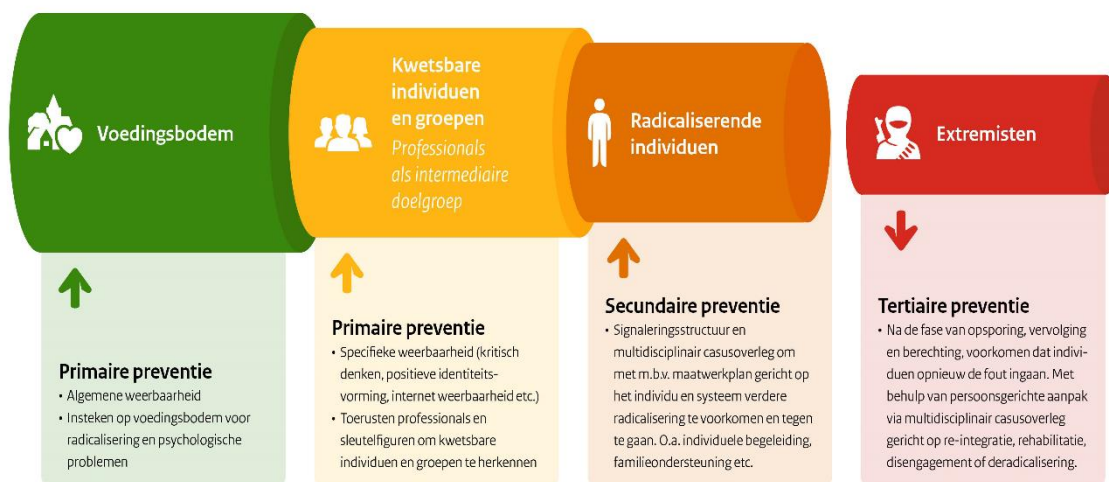 Voedingsbodem
Primaire preventie
• Algemene weerbaarheid
• Insteken op voedingsbodem voor
radicalisering en psychologische
problemen
Kwetsbare
individuen
en groepen
Professionals
als intermediaire
doelgroep
Primaire preventie
• Specifieke weerbaarheid (kritisch
denken, positieve identiteits-
vorming, internet weerbaarheid etc.)
• Toerusten professionals en
sleutelfiguren om kwetsbare
individuen en groepen te herkennen
Radicaliserende
individuen
Secundaire preventie
• Signaleringsstructuur en
multidisciplinair casusoverleg om
met m.b.v. maatwerkplan gericht op
het individu en systeem verdere
radicalisering te voorkomen en tegen
te gaan. O.a. individuele begeleiding,
familieondersteuning etc.
Extremisten
Tertiaire preventie
• Na de fase van opsporing, vervolging
en berechting, voorkomen dat indivi-
duen opnieuw de fout ingaan. Met
behulp van persoonsgerichte aanpak
via multidisciplinair casusoverleg
gericht op re-integratie, rehabilitatie,
disengagement of deradicalisering.